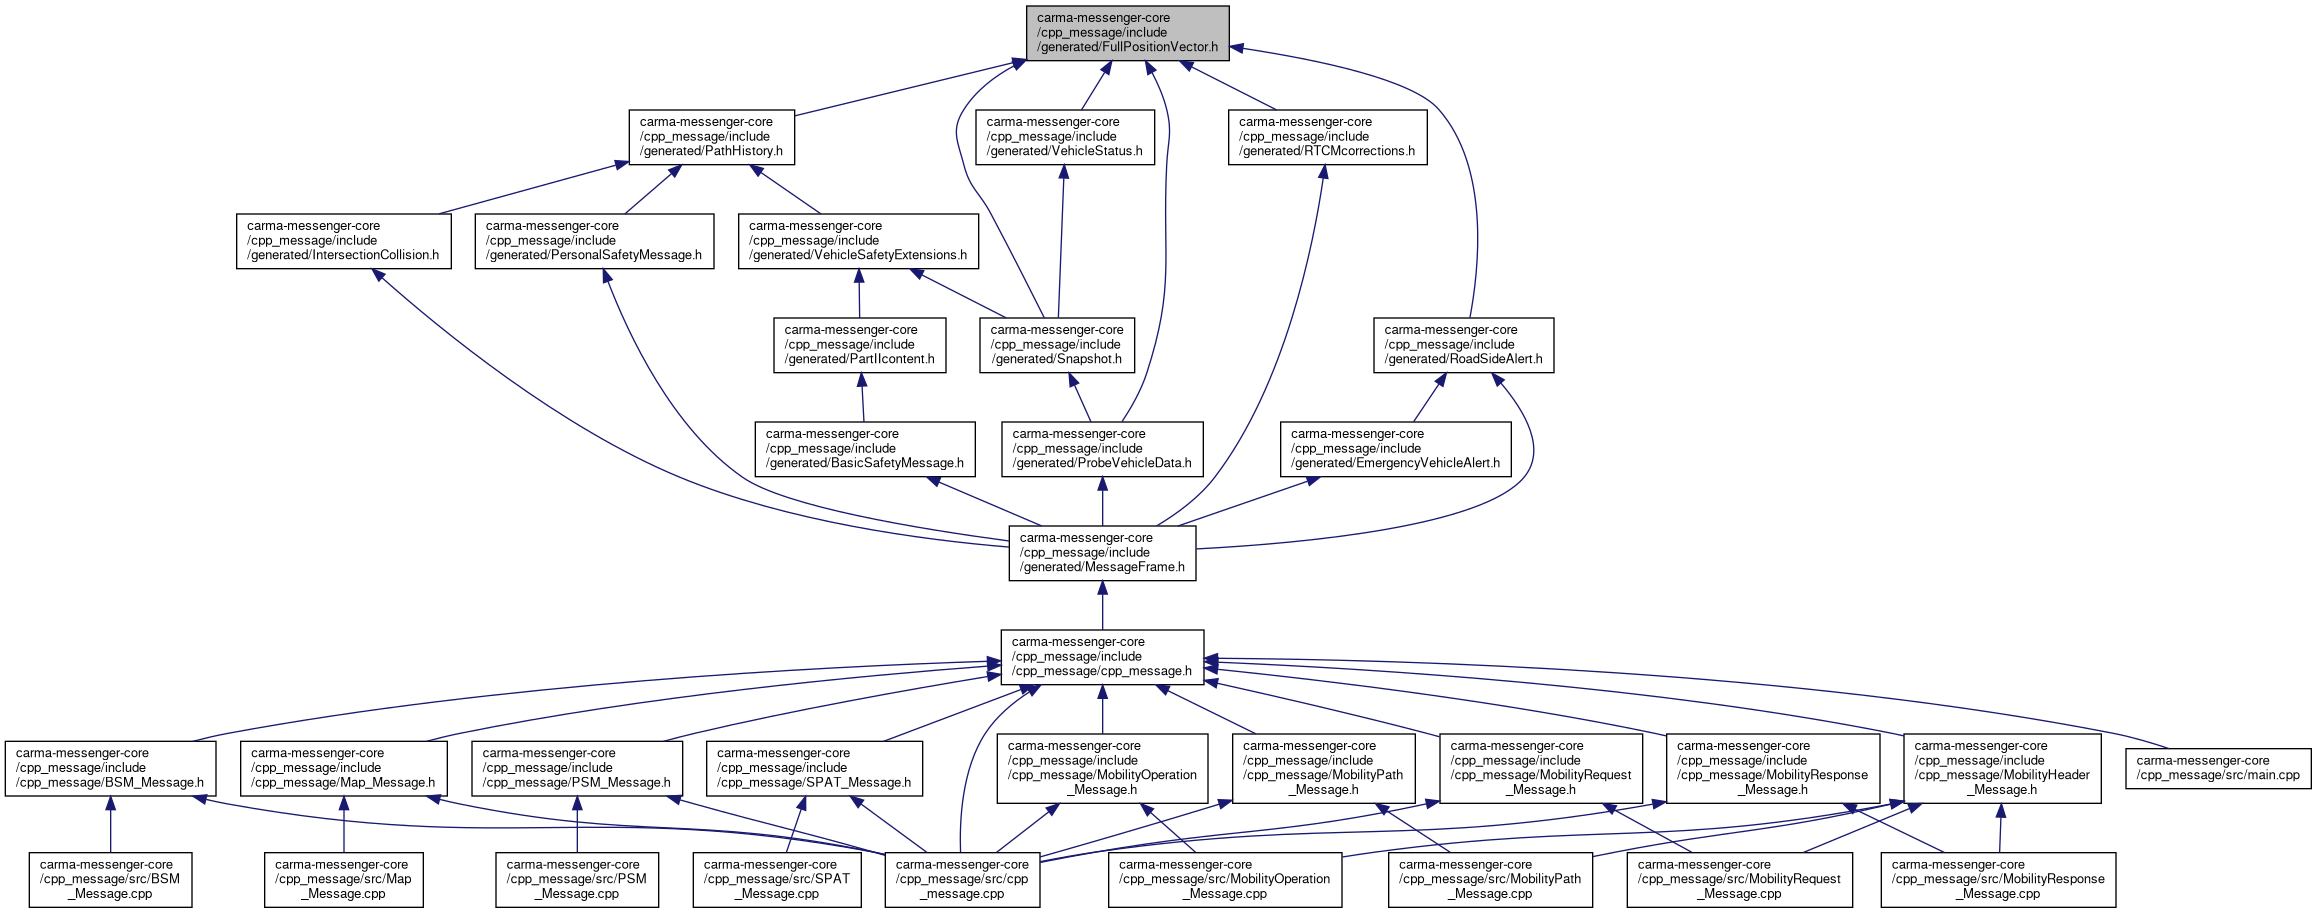 carma-messenger-core
/cpp_message/include
/generated/FullPositionVector.h
carma-messenger-core
/cpp_message/include
/generated/PathHistory.h
carma-messenger-core
/cpp_message/include
/generated/VehicleStatus.h
carma-messenger-core
/cpp_message/include
/generated/RTCMcorrections.h
carma-messenger-core
/cpp_message/include
/generated/IntersectionCollision.h
carma-messenger-core
/cpp_message/include
/generated/PersonalSafetyMessage.h
carma-messenger-core
/cpp_message/include
/generated/VehicleSafetyExtensions.h
carma-messenger-core
/cpp_message/include
/generated/PartIIcontent.h
carma-messenger-core
/cpp_message/include
/generated/Snapshot.h
carma-messenger-core
/cpp_message/include
/generated/RoadSideAlert.h
carma-messenger-core
/cpp_message/include
/generated/BasicSafetyMessage.h
carma-messenger-core
/cpp_message/include
/generated/ProbeVehicleData.h
carma-messenger-core
/cpp_message/include
/generated/EmergencyVehicleAlert.h
carma-messenger-core
/cpp_message/include
/generated/MessageFrame.h
carma-messenger-core
/cpp_message/include
/cpp_message/cpp_message.h
carma-messenger-core
/cpp_message/include
/cpp_message/BSM_Message.h
carma-messenger-core
/cpp_message/include
/cpp_message/Map_Message.h
carma-messenger-core
/cpp_message/include
/cpp_message/PSM_Message.h
carma-messenger-core
/cpp_message/include
/cpp_message/SPAT_Message.h
carma-messenger-core
/cpp_message/include
/cpp_message/MobilityOperation
_Message.h
carma-messenger-core
/cpp_message/include
/cpp_message/MobilityPath
_Message.h
carma-messenger-core
/cpp_message/include
/cpp_message/MobilityRequest
_Message.h
carma-messenger-core
/cpp_message/include
/cpp_message/MobilityResponse
_Message.h
carma-messenger-core
/cpp_message/include
/cpp_message/MobilityHeader
_Message.h
carma-messenger-core
/cpp_message/src/main.cpp
carma-messenger-core
/cpp_message/src/BSM
_Message.cpp
carma-messenger-core
/cpp_message/src/Map
_Message.cpp
carma-messenger-core
/cpp_message/src/PSM
_Message.cpp
carma-messenger-core
/cpp_message/src/SPAT
_Message.cpp
carma-messenger-core
/cpp_message/src/cpp
_message.cpp
carma-messenger-core
/cpp_message/src/MobilityOperation
_Message.cpp
carma-messenger-core
/cpp_message/src/MobilityPath
_Message.cpp
carma-messenger-core
/cpp_message/src/MobilityRequest
_Message.cpp
carma-messenger-core
/cpp_message/src/MobilityResponse
_Message.cpp